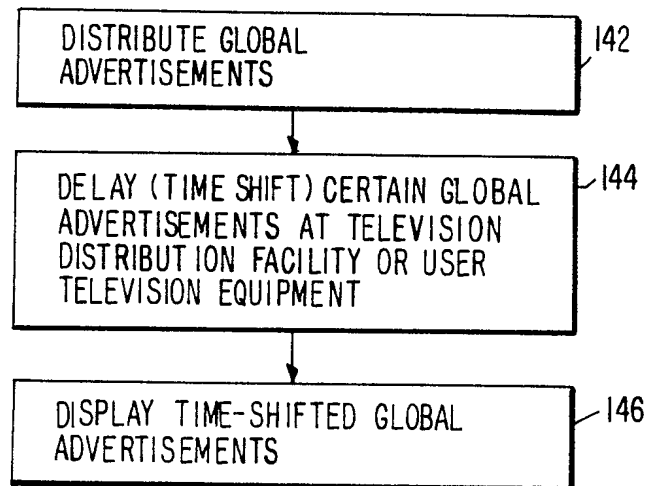 DISTRIBUTE GLOBAL
ADVERTISEMENTS
142
DELAY (TIME SHIFT) CERTAIN GLOBAL
ADVERTISEMENTS AT TELEVISION
DISTRIBUTION FACILITY OR USER
TELEVISION EQUIPMENT
144
DISPLAY TIME-SHIFTED GLOBAL
ADVERTISEMENTS
146